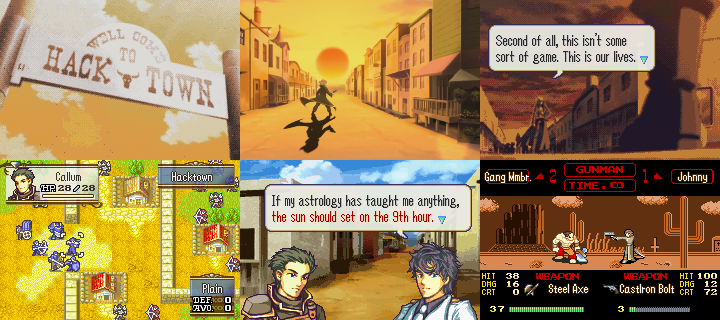 WELL COME
TO
HACK TOWN
Second of all, this isn't some
sort of game. This is our lives.
Callum
HP 28/28
Hacktown
Plain
DEF. 0
AVO. 0
If my astrology has taught me anything,
the sun should set on the 9th hour.
Gang Mmbr.
2
GUNMAN
1
Johnny
TIME.
HIT 38
DMG 16
CRT 0
WEAPON
Steel Axe
WEAPON
CastIron Bolt
HIT 100
DMG 12
CRT 72
37
3